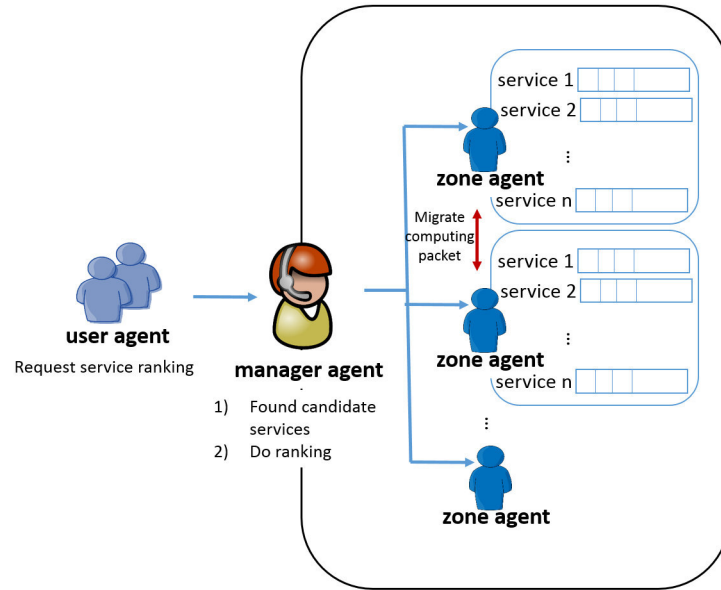 user agent
Request service ranking
manager agent
1) Found candidate
services
2) Do ranking
service 1
service 2
...
zone agent
service n
Migrate
computing
packet
service 1
service 2
...
zone agent
service n
...
zone agent